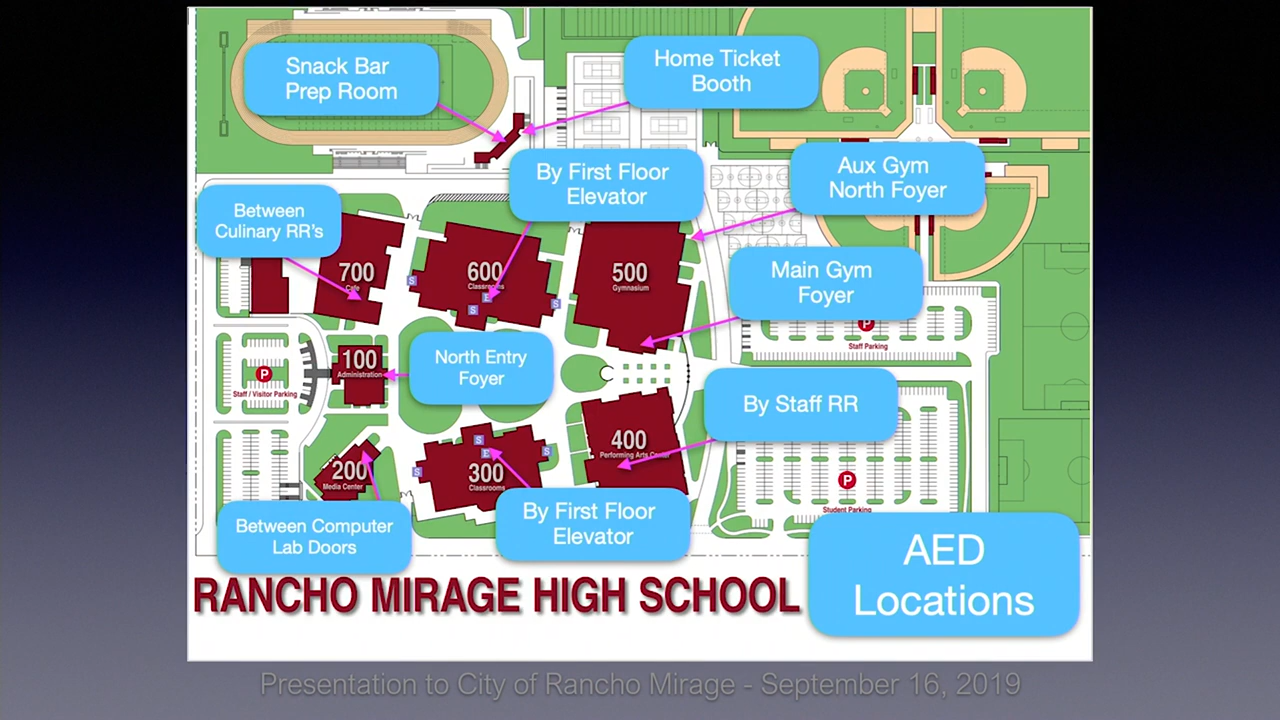 Snack Bar
Prep Room
Home Ticket
Booth
By First Floor
Elevator
Aux Gym
North Foyer
Between
Culinary RR's
700
Cafe
600
Classrooms
500
Gymnasium
Main Gym
Foyer
S
E
S
S
P
Staff Parking
100
Administration
North Entry
Foyer
P
Staff / Visitor Parking
By Staff RR
400
Performing Arts Center
S
E
S
S
300
Classrooms
200
Media Center
P
Student Parking
Between Computer
Lab Doors
By First Floor
Elevator
AED
Locations
RANCHO MIRAGE HIGH SCHOOL
Presentation to City of Rancho Mirage - September 16, 2019